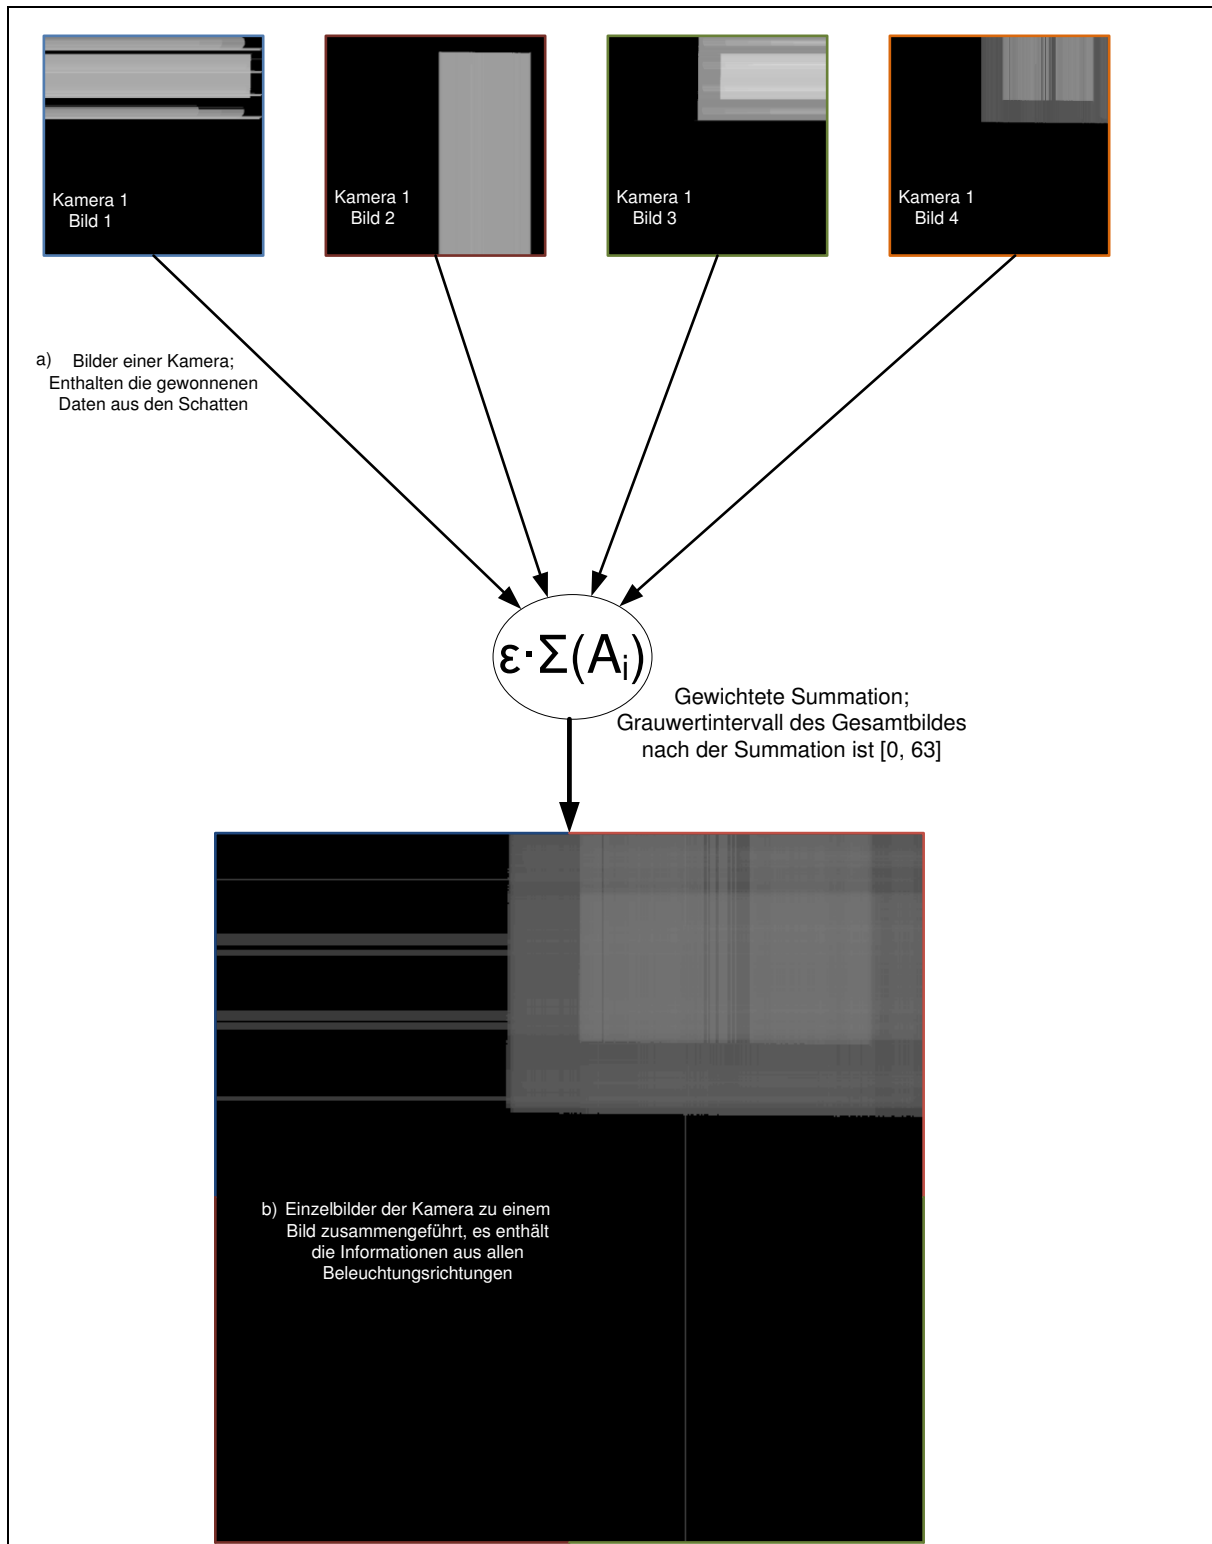 Kamera 1
Bild 1
Kamera 1
Bild 2
Kamera 1
Bild 3
Kamera 1
Bild 4
a) Bilder einer Kamera;
Enthalten die gewonnenen
Daten aus den Schatten
ε·Σ(Aᵢ)
Gewichtete Summation;
Grauwertintervall des Gesamtbildes
nach der Summation ist [0, 63]
b) Einzelbilder der Kamera zu einem
Bild zusammengeführt, es enthält
die Informationen aus allen
Beleuchtungsrichtungen